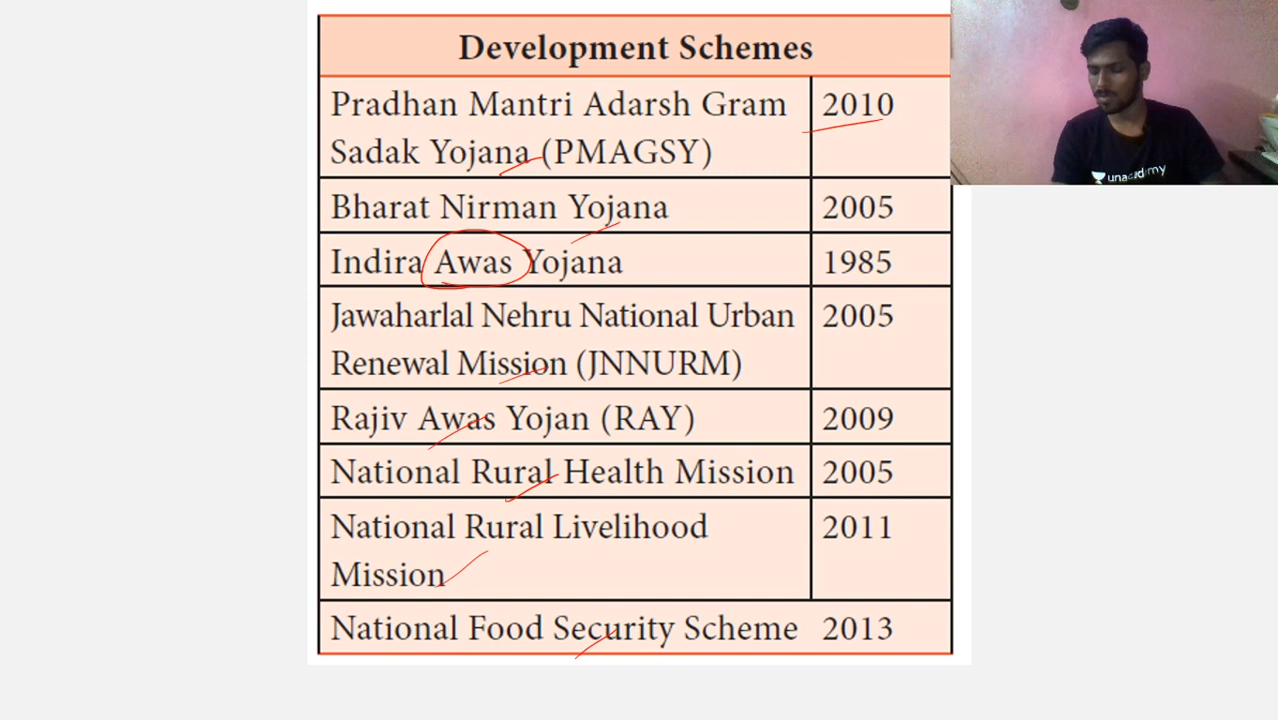 Development Schemes
Pradhan Mantri Adarsh Gram 2010
Sadak Yojana (PMAGSY)
Bharat Nirman Yojana 2005
Indira Awas Yojana 1985
Jawaharlal Nehru National Urban 2005
Renewal Mission (JNNURM)
Rajiv Awas Yojan (RAY) 2009
National Rural Health Mission 2005
National Rural Livelihood 2011
Mission
National Food Security Scheme 2013
unacademy